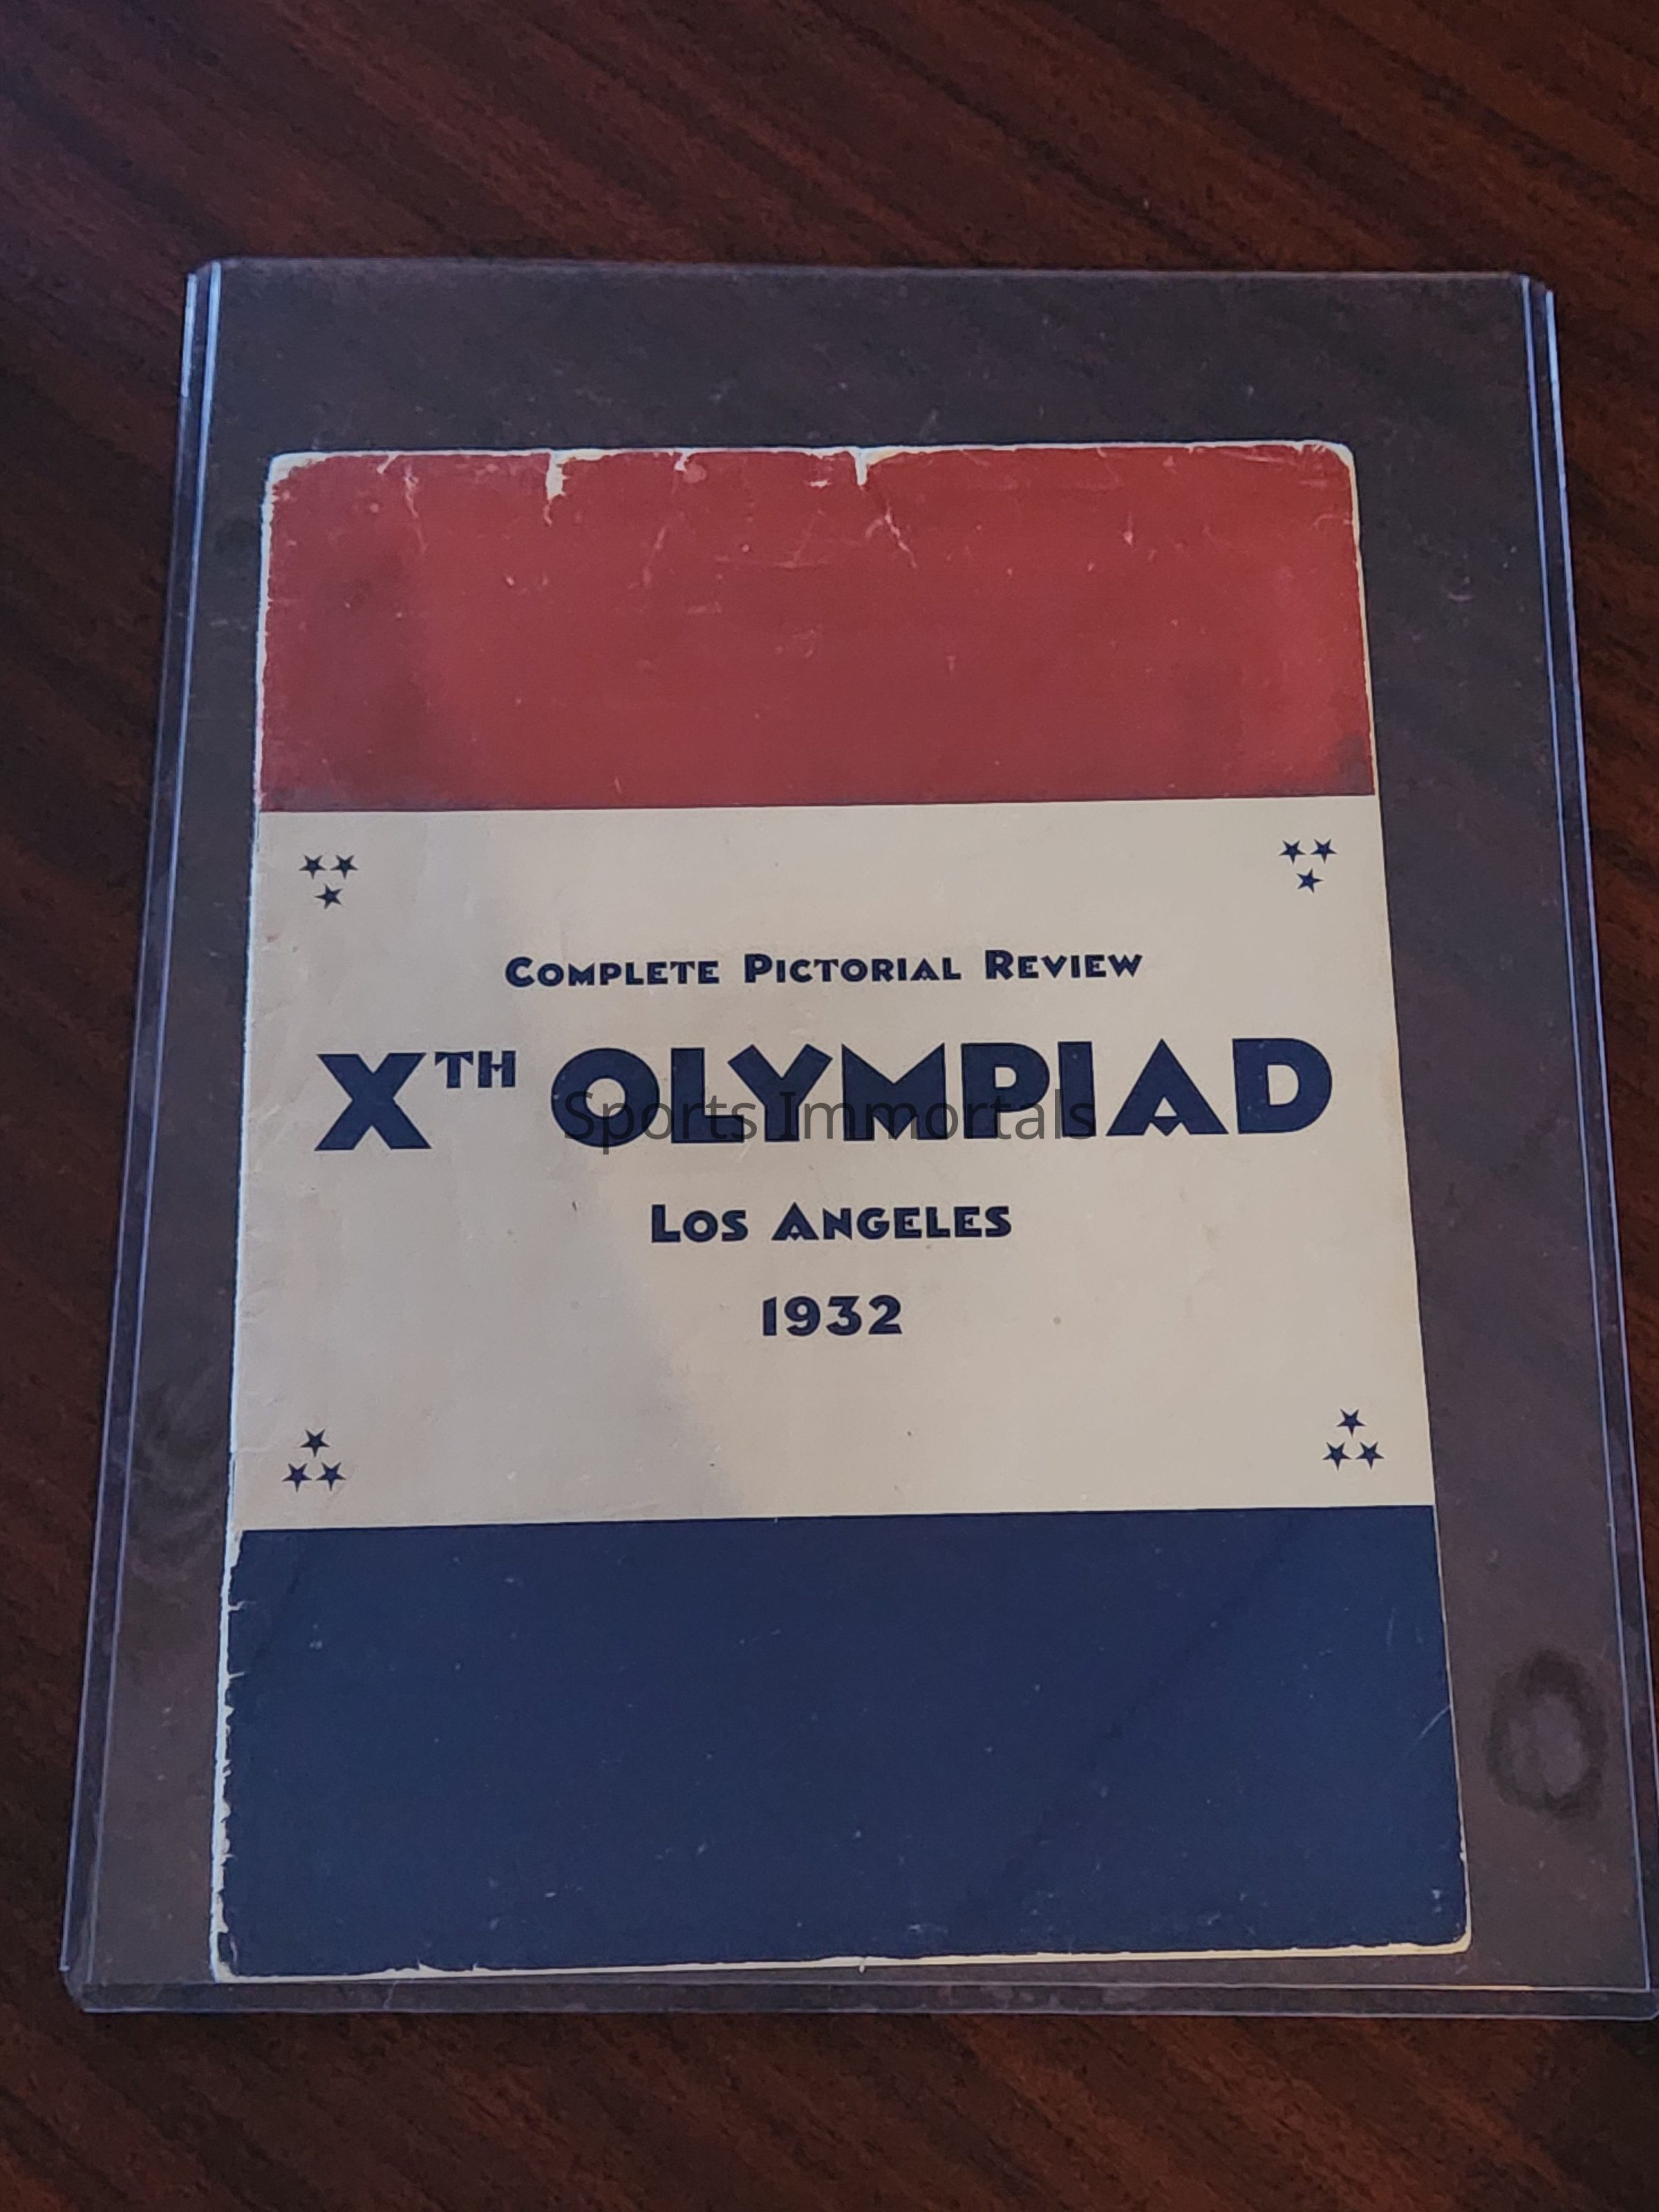 Complete Pictorial Review
XTH OLYMPIAD
Sports Immortals
Los Angeles
1932